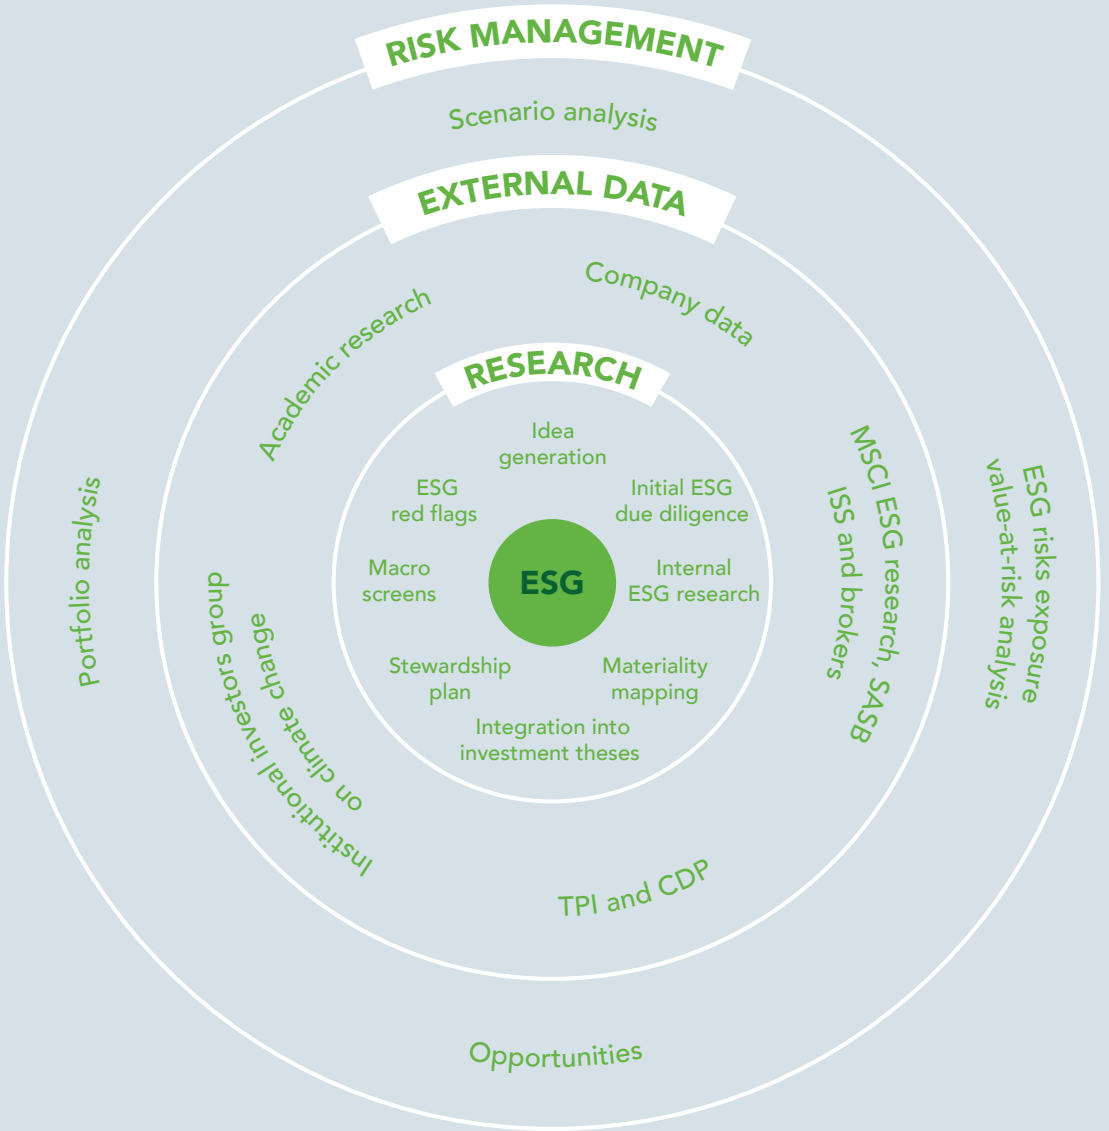 RISK MANAGEMENT
Scenario analysis
ESG risks exposure
value-at-risk analysis
Opportunities
Portfolio analysis
EXTERNAL DATA
Company data
MSCI ESG research, SASB
ISS and brokers
TPI and CDP
Institutional investors group
on climate change
Academic research
RESEARCH
Idea
generation
Initial ESG
due diligence
Internal
ESG research
Materiality
mapping
Integration into
investment theses
Stewardship
plan
Macro
screens
ESG
red flags
ESG